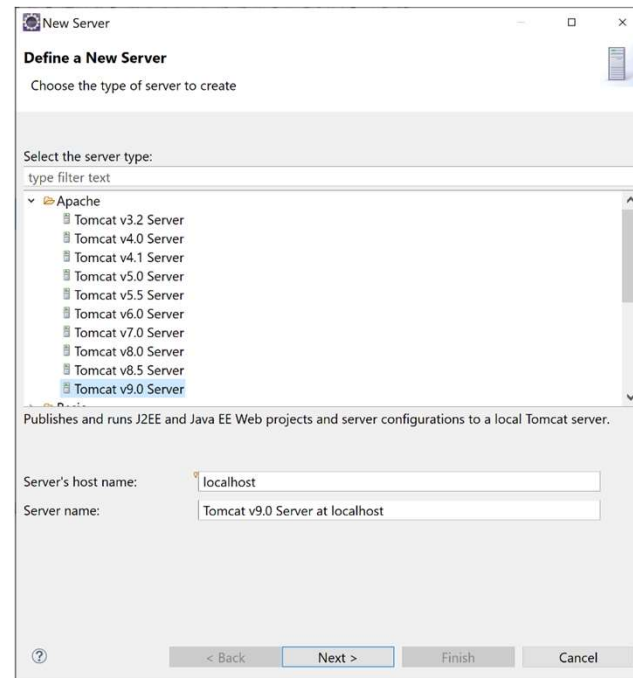 New Server
Define a New Server
Choose the type of server to create
Select the server type:
type filter text
Apache
Tomcat v3.2 Server
Tomcat v4.0 Server
Tomcat v4.1 Server
Tomcat v5.0 Server
Tomcat v5.5 Server
Tomcat v6.0 Server
Tomcat v7.0 Server
Tomcat v8.0 Server
Tomcat v8.5 Server
Tomcat v9.0 Server
Publishes and runs J2EE and Java EE Web projects and server configurations to a local Tomcat server.
Server's host name: localhost
Server name: Tomcat v9.0 Server at localhost
< Back Next > Finish Cancel